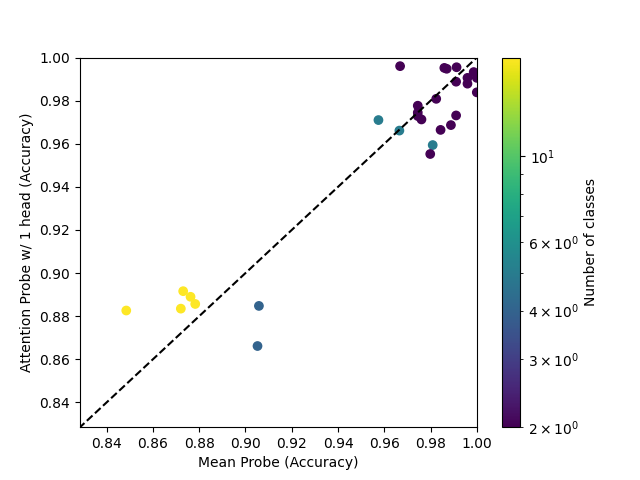 1.00
0.98
0.96
0.94
0.92
0.90
0.88
0.86
0.84
Attention Probe w/ 1 head (Accuracy)
0.84 0.86 0.88 0.90 0.92 0.94 0.96 0.98 1.00
Mean Probe (Accuracy)
10¹
6 × 10⁰
4 × 10⁰
3 × 10⁰
2 × 10⁰
Number of classes